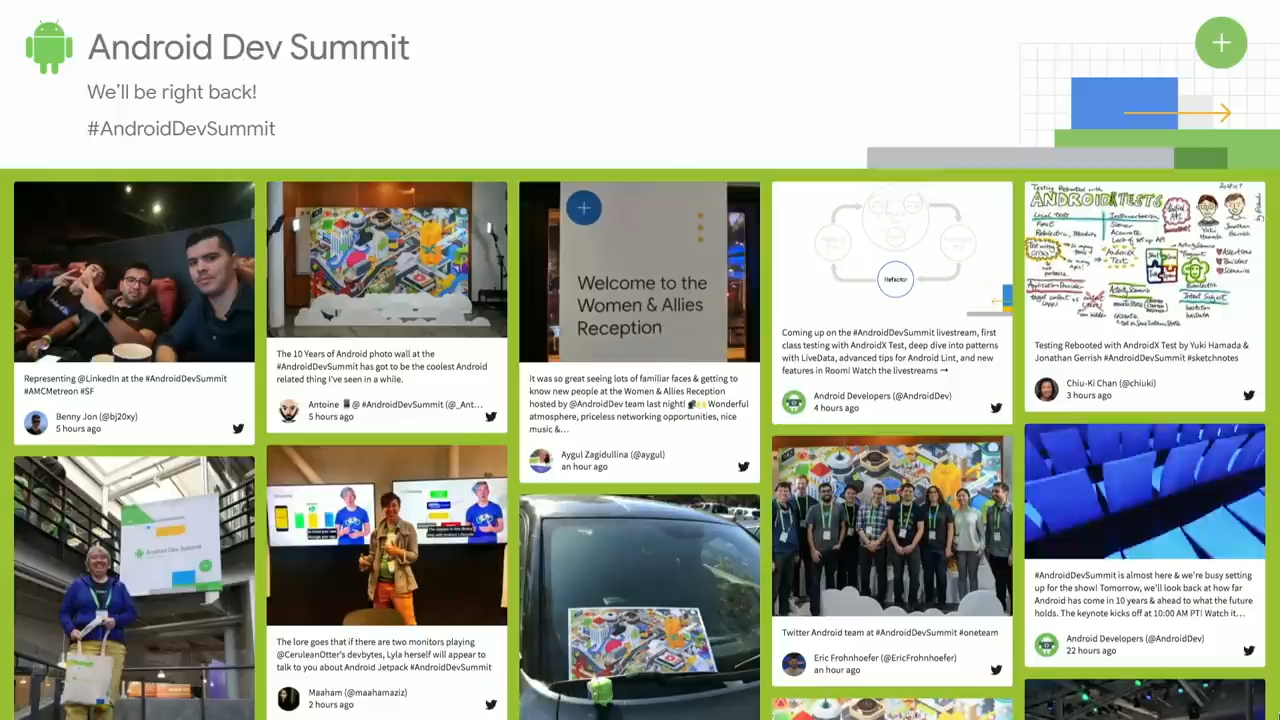 Android Dev Summit
We'll be right back!
#AndroidDevSummit
Representing @LinkedIn at the #AndroidDevSummit
#AMCMetreon #SF
Benny Jon (@bj20xy)
5 hours ago
The 10 Years of Android photo wall at the
#AndroidDevSummit has got to be the coolest Android
related thing I've seen in a while.
Antoine 📱@ #AndroidDevSummit (@_Ant...
5 hours ago
The lore goes that if there are two monitors playing
@CeruleanOtter's devbytes, Lyla herself will appear to
talk to you about Android Jetpack #AndroidDevSummit
Maaham (@maahamaziz)
2 hours ago
Android Dev Summit
Welcome to the
Women & Allies
Reception
It was so great seeing lots of familiar faces & getting to
know new people at the Women & Allies Reception
hosted by @AndroidDev team last night! Wonderful
atmosphere, priceless networking opportunities, nice
music &...
Aygul Zagidullina (@aygul)
an hour ago
Refactor
Coming up on the #AndroidDevSummit livestream, first
class testing with AndroidX Test, deep dive into patterns
with LiveData, advanced tips for Android Lint, and new
features in Room! Watch the livestreams →
Android Developers (@AndroidDev)
4 hours ago
Twitter Android team at #AndroidDevSummit #oneteam
Eric Frohnhoefer (@EricFrohnhoefer)
an hour ago
Testing Rebooted with
ANDROIDX TESTS
Testing Rebooted with AndroidX Test by Yuki Hamada &
Jonathan Gerrish #AndroidDevSummit #sketchnotes
Chiu-Ki Chan (@chiuki)
3 hours ago
#AndroidDevSummit is almost here & we're busy setting
up for the show! Tomorrow, we'll look back at how far
Android has come in 10 years & ahead to what the future
holds. The keynote kicks off at 10:00 AM PT! Watch it...
Android Developers (@AndroidDev)
22 hours ago